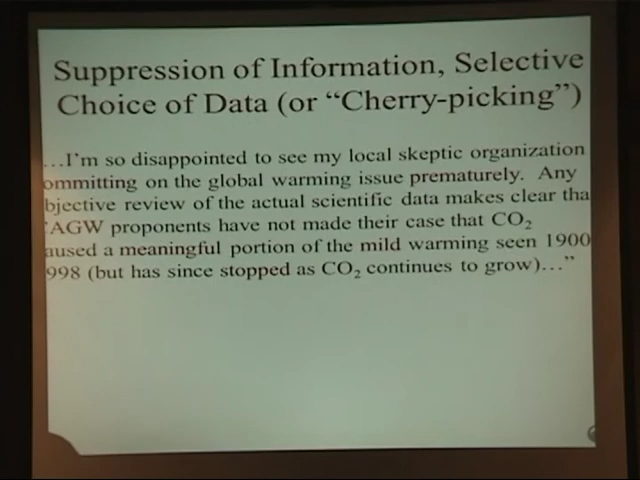 Suppression of Information, Selective
Choice of Data (or “Cherry-picking”)
…I’m so disappointed to see my local skeptic organization
ommitting on the global warming issue prematurely. Any
bjective review of the actual scientific data makes clear tha
AGW proponents have not made their case that CO₂
aused a meaningful portion of the mild warming seen 1900
998 (but has since stopped as CO₂ continues to grow)…”